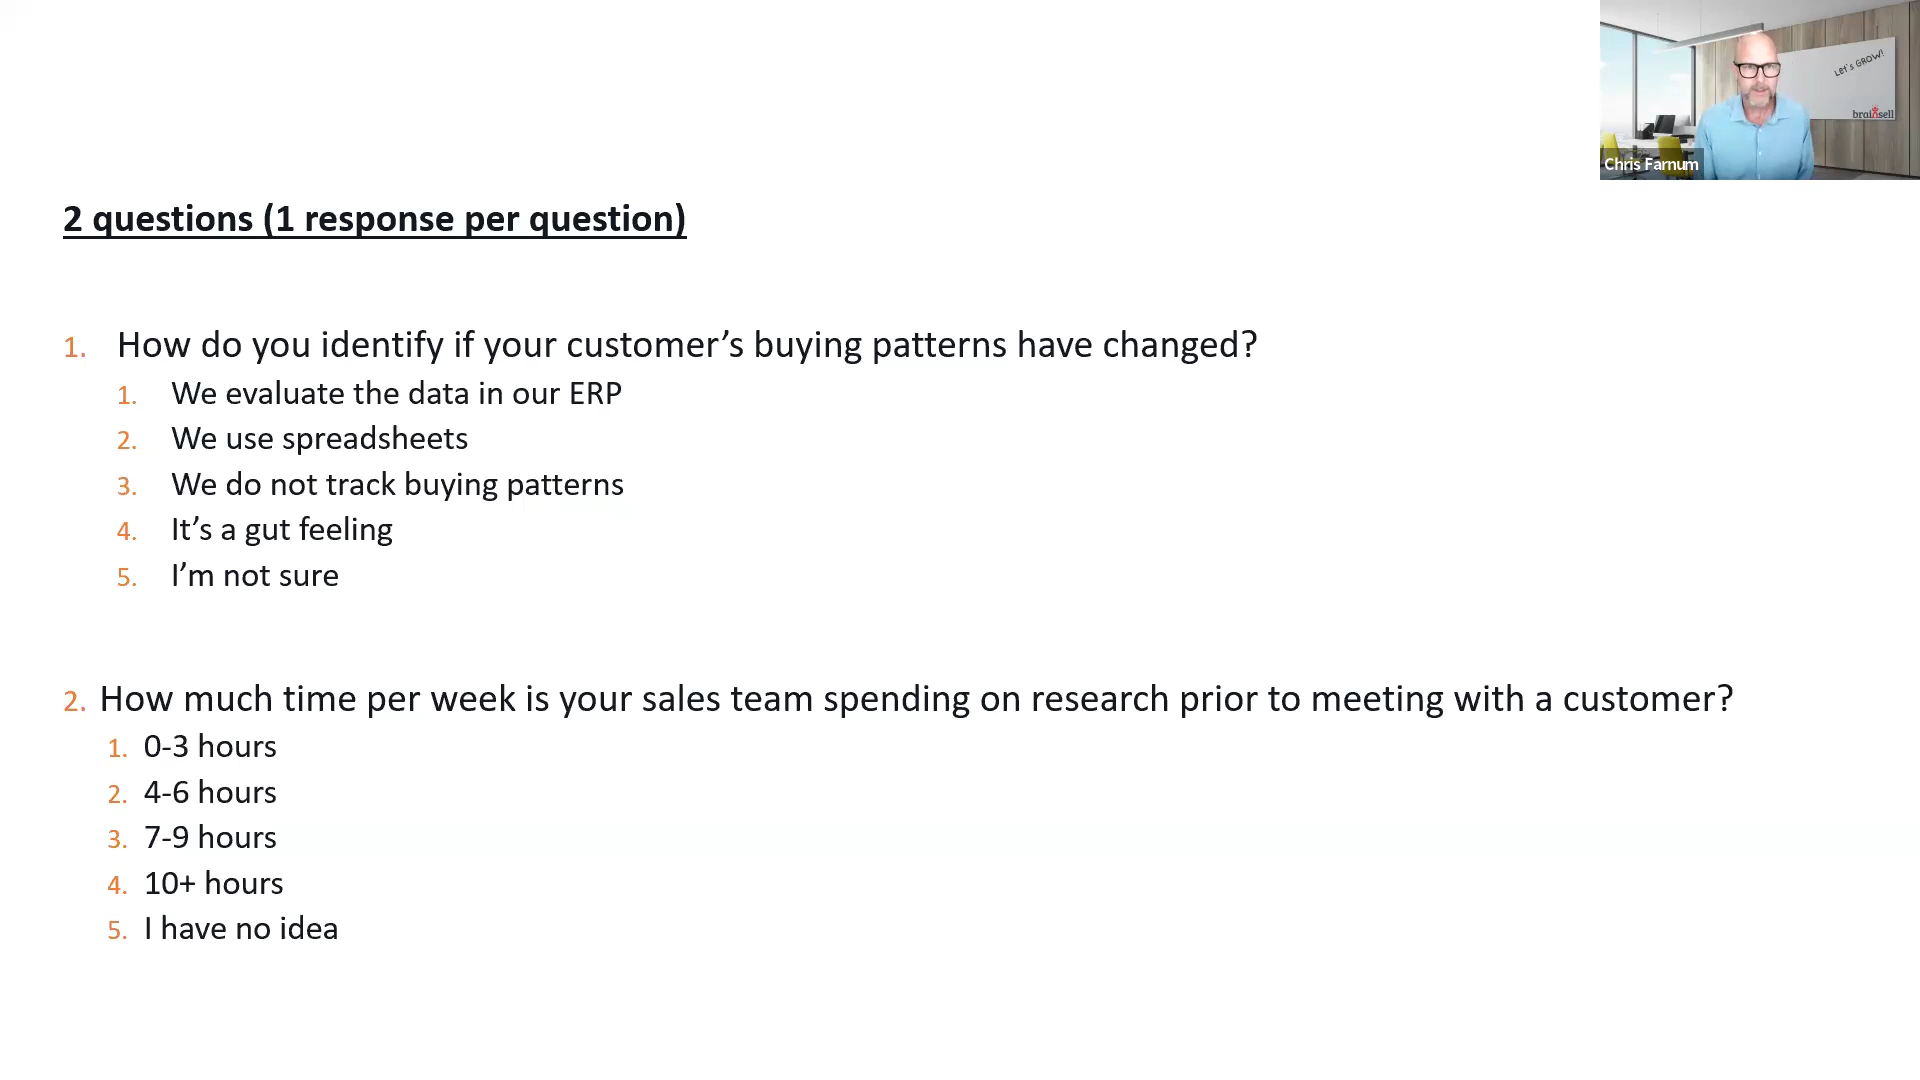 Let's GROW!
brainsell
Chris Farnum
2 questions (1 response per question)
1. How do you identify if your customer’s buying patterns have changed?
1. We evaluate the data in our ERP
2. We use spreadsheets
3. We do not track buying patterns
4. It’s a gut feeling
5. I’m not sure
2. How much time per week is your sales team spending on research prior to meeting with a customer?
1. 0-3 hours
2. 4-6 hours
3. 7-9 hours
4. 10+ hours
5. I have no idea